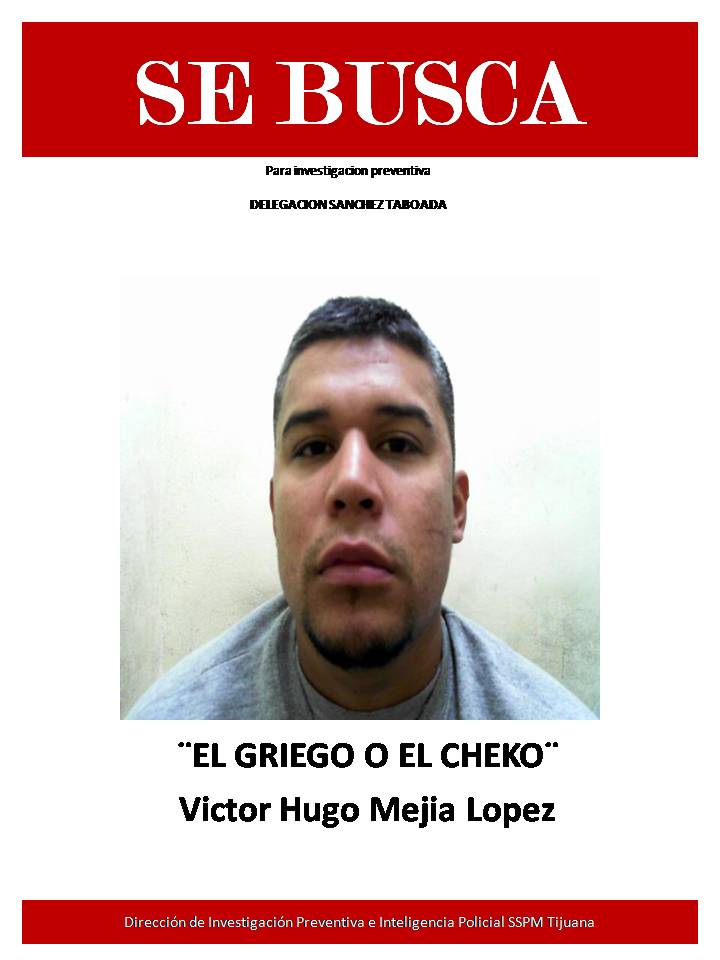 SE BUSCA
Para investigacion preventiva
DELEGACION SANCHEZ TABOADA
¨EL GRIEGO O EL CHEKO¨
Victor Hugo Mejia Lopez
Dirección de Investigación Preventiva e Inteligencia Policial SSPM Tijuana